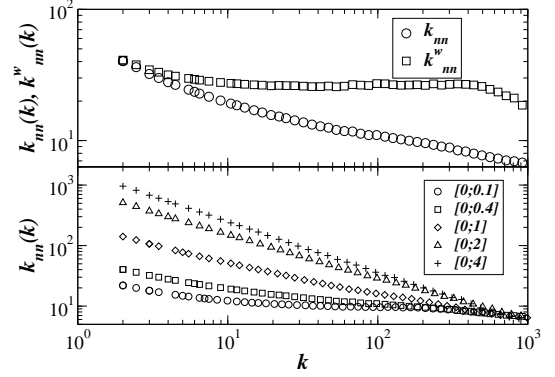 k_nn(k), k^w_nn(k)
10^2
10^1
k_nn
k^w_nn
k_nn(k)
10^3
10^2
10^1
[0;0.1]
[0;0.4]
[0;1]
[0;2]
[0;4]
10^0 10^1 10^2 10^3
k